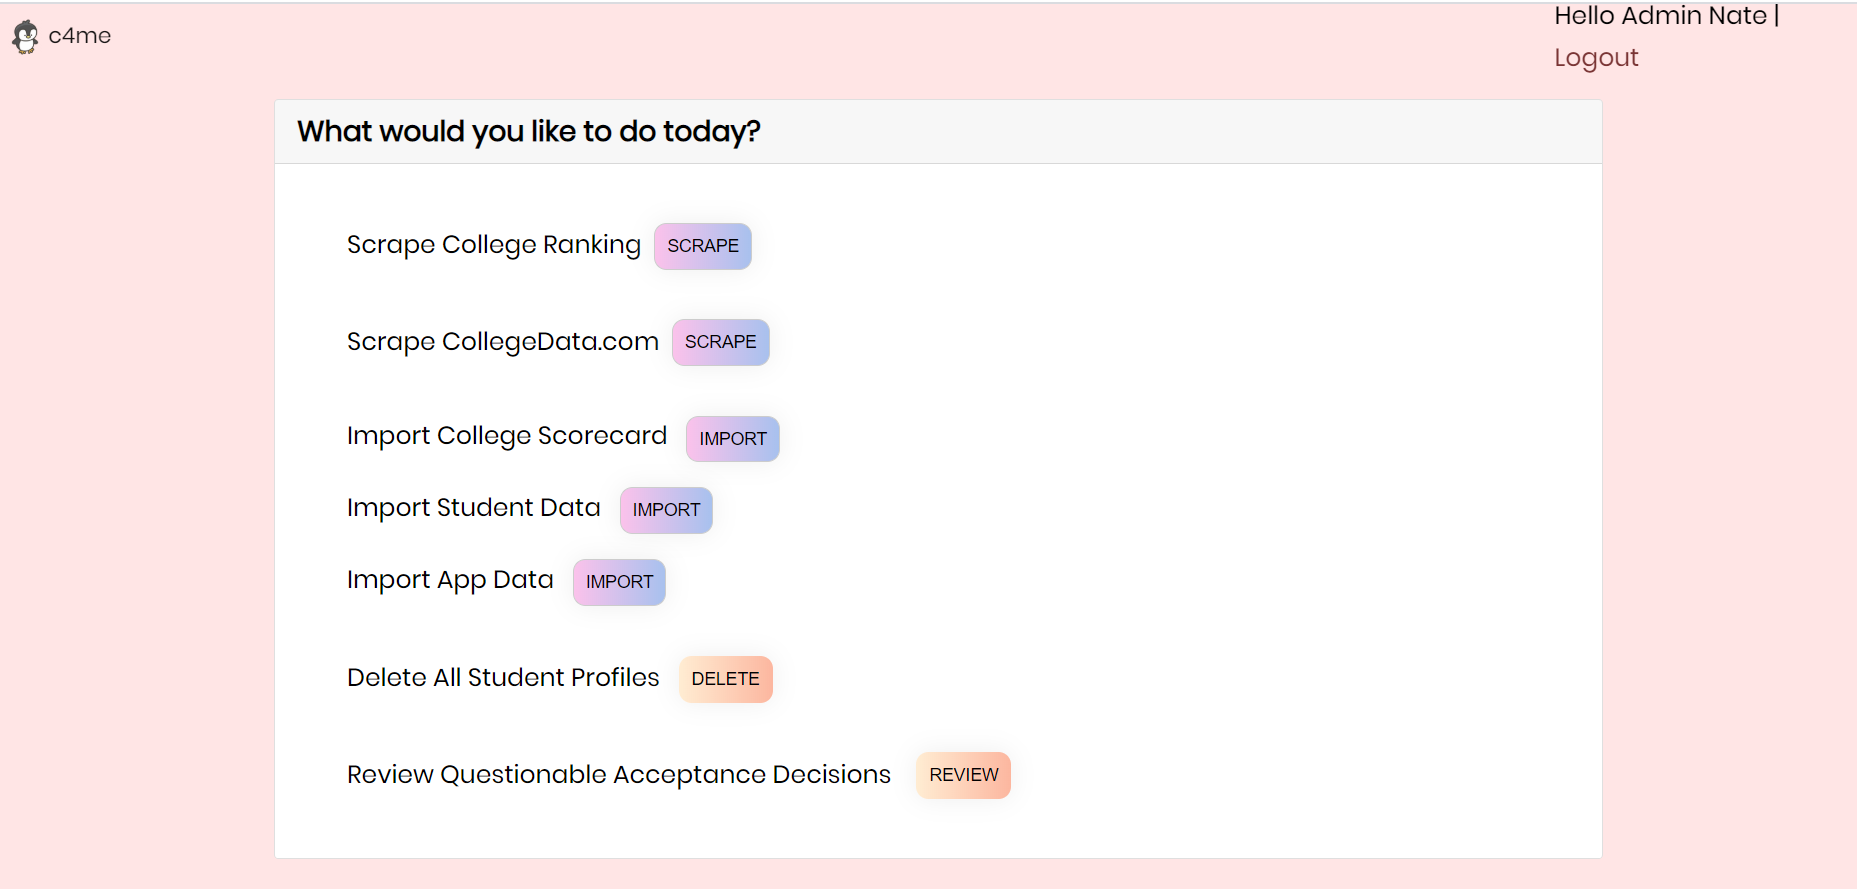 c4me
Hello Admin Nate |
Logout
What would you like to do today?
Scrape College Ranking SCRAPE
Scrape CollegeData.com SCRAPE
Import College Scorecard IMPORT
Import Student Data IMPORT
Import App Data IMPORT
Delete All Student Profiles DELETE
Review Questionable Acceptance Decisions REVIEW